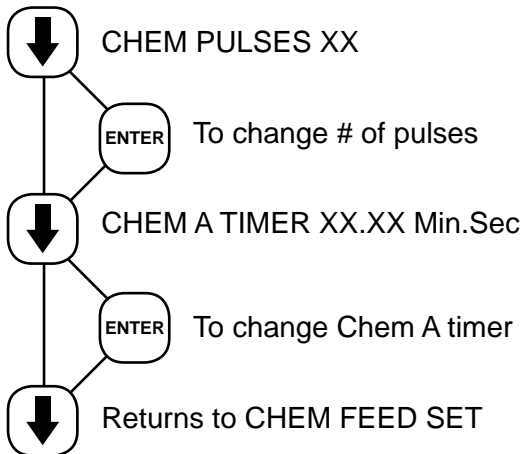 CHEM PULSES XX
ENTER To change # of pulses
CHEM A TIMER XX.XX Min.Sec
ENTER To change Chem A timer
Returns to CHEM FEED SET